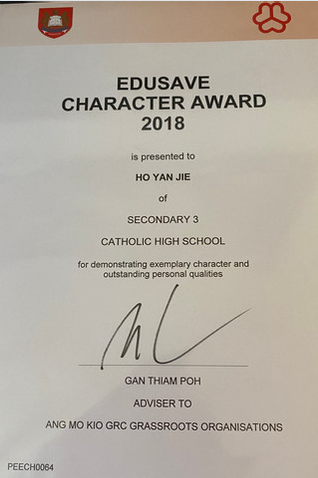 EDUSAVE
CHARACTER AWARD
2018
is presented to
HO YAN JIE
of
SECONDARY 3
CATHOLIC HIGH SCHOOL
for demonstrating exemplary character and
outstanding personal qualities
GAN THIAM POH
ADVISER TO
ANG MO KIO GRC GRASSROOTS ORGANISATIONS
PEECH0064